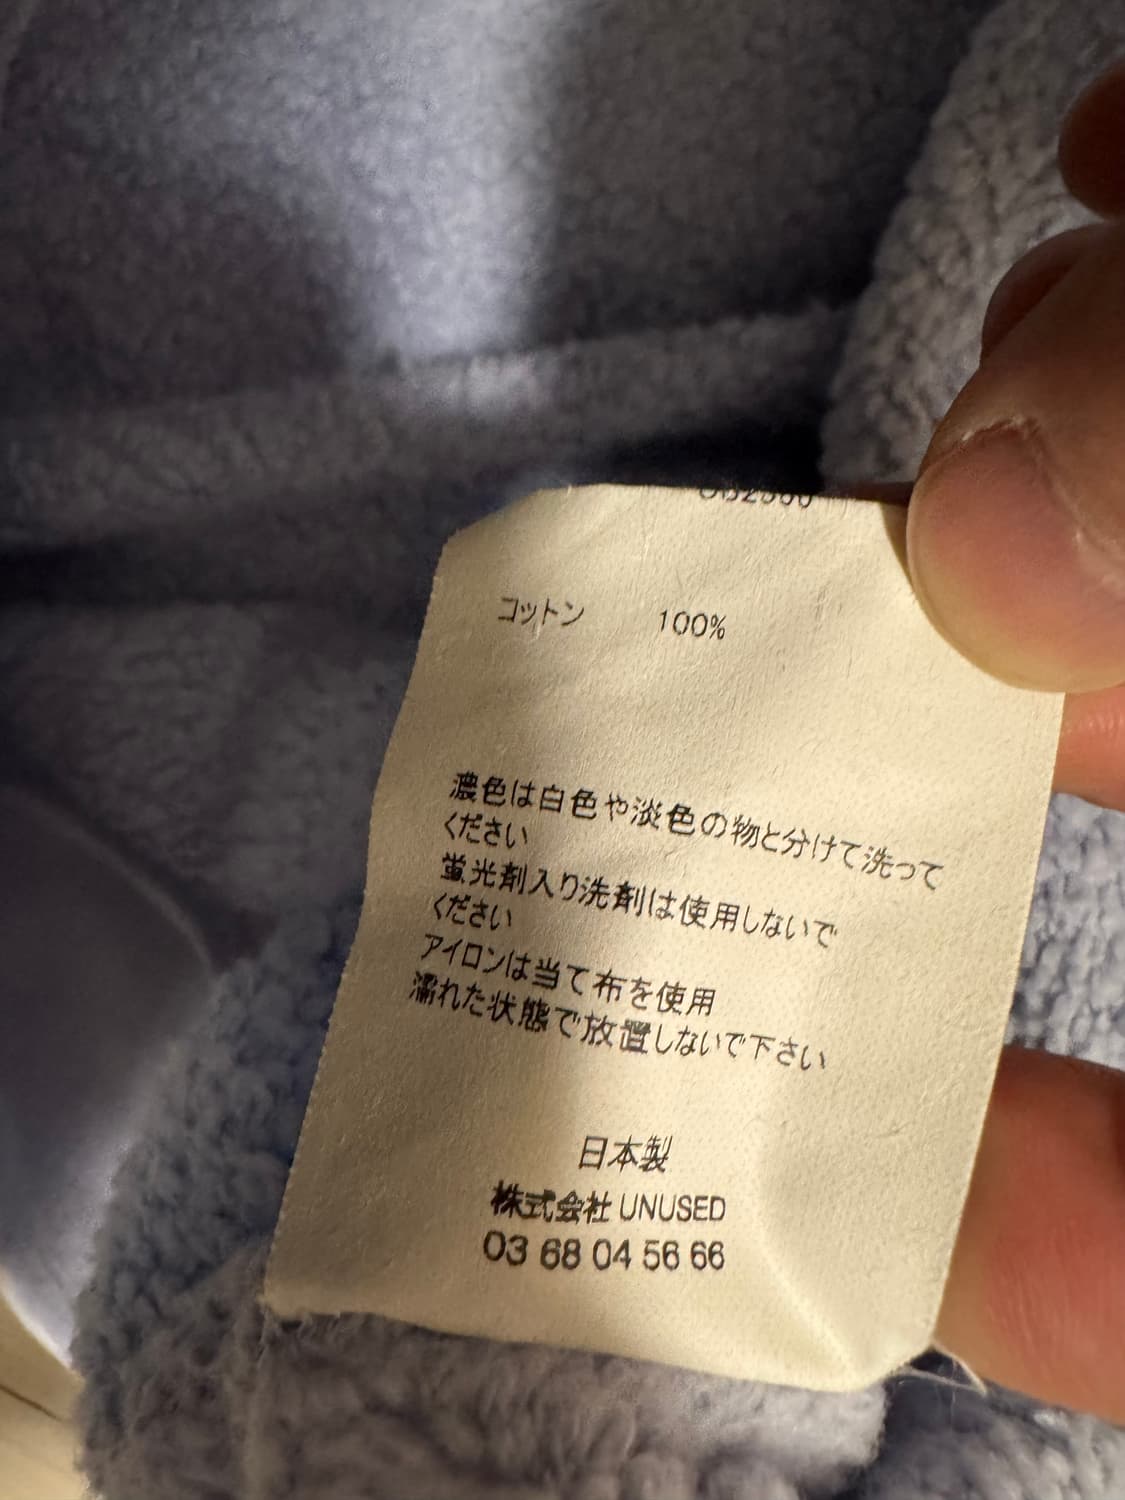 コットン 100%
濃色は白色や淡色の物と分けて洗って
ください
蛍光剤入り洗剤は使用しないで
ください
アイロンは当て布を使用
濡れた状態で放置しないで下さい
日本製
株式会社 UNUSED
03 68 04 56 66